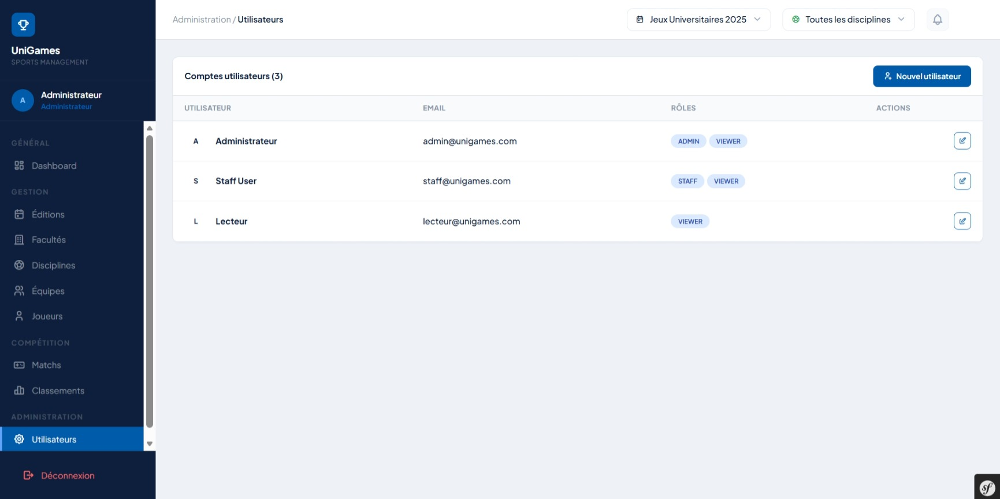 UniGames
SPORTS MANAGEMENT
A
Administrateur
Administrateur
GÉNÉRAL
Dashboard
GESTION
Éditions
Facultés
Disciplines
Équipes
Joueurs
COMPÉTITION
Matchs
Classements
ADMINISTRATION
Utilisateurs
Déconnexion
Administration / Utilisateurs
Jeux Universitaires 2025
Toutes les disciplines
Comptes utilisateurs (3)
Nouvel utilisateur
UTILISATEUR EMAIL RÔLES ACTIONS
A Administrateur admin@unigames.com ADMIN VIEWER
S Staff User staff@unigames.com STAFF VIEWER
L Lecteur lecteur@unigames.com VIEWER
sf